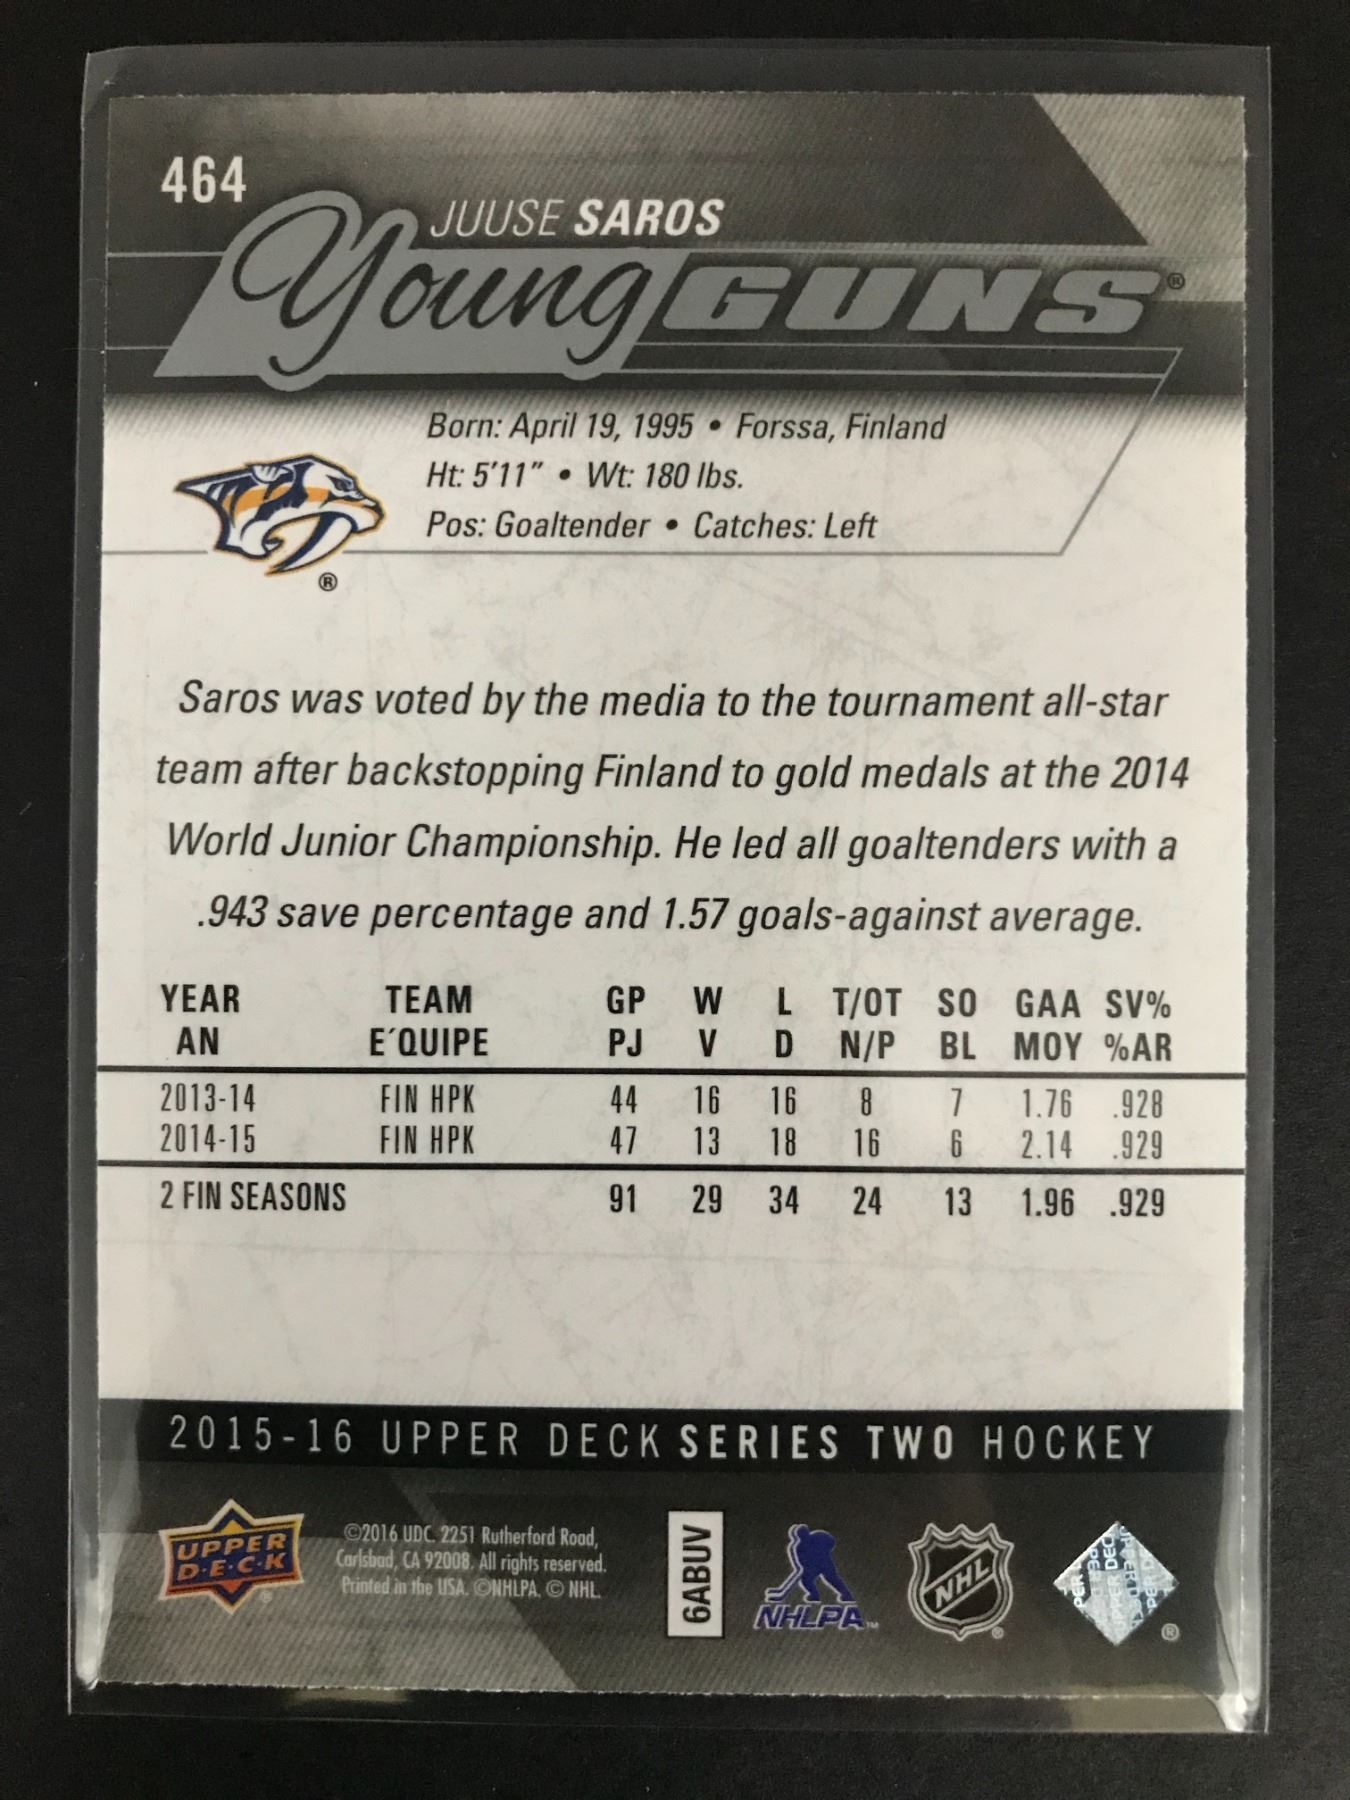 464
JUUSE SAROS
Young GUNS®
Born: April 19, 1995 • Forssa, Finland
Ht: 5'11" • Wt: 180 lbs.
Pos: Goaltender • Catches: Left
®
Saros was voted by the media to the tournament all-star
team after backstopping Finland to gold medals at the 2014
World Junior Championship. He led all goaltenders with a
.943 save percentage and 1.57 goals-against average.
YEAR TEAM GP W L T/OT SO GAA SV%
AN E´QUIPE PJ V D N/P BL MOY %AR
2013-14 FIN HPK 44 16 16 8 7 1.76 .928
2014-15 FIN HPK 47 13 18 16 6 2.14 .929
2 FIN SEASONS 91 29 34 24 13 1.96 .929
2015-16 UPPER DECK SERIES TWO HOCKEY
UPPER
D·E·C·K ®
©2016 UDC. 2251 Rutherford Road,
Carlsbad, CA 92008. All rights reserved.
Printed in the USA. ©NHLPA. © NHL.
6ABUV
NHLPA™
NHL ®
UPPER DECK
®